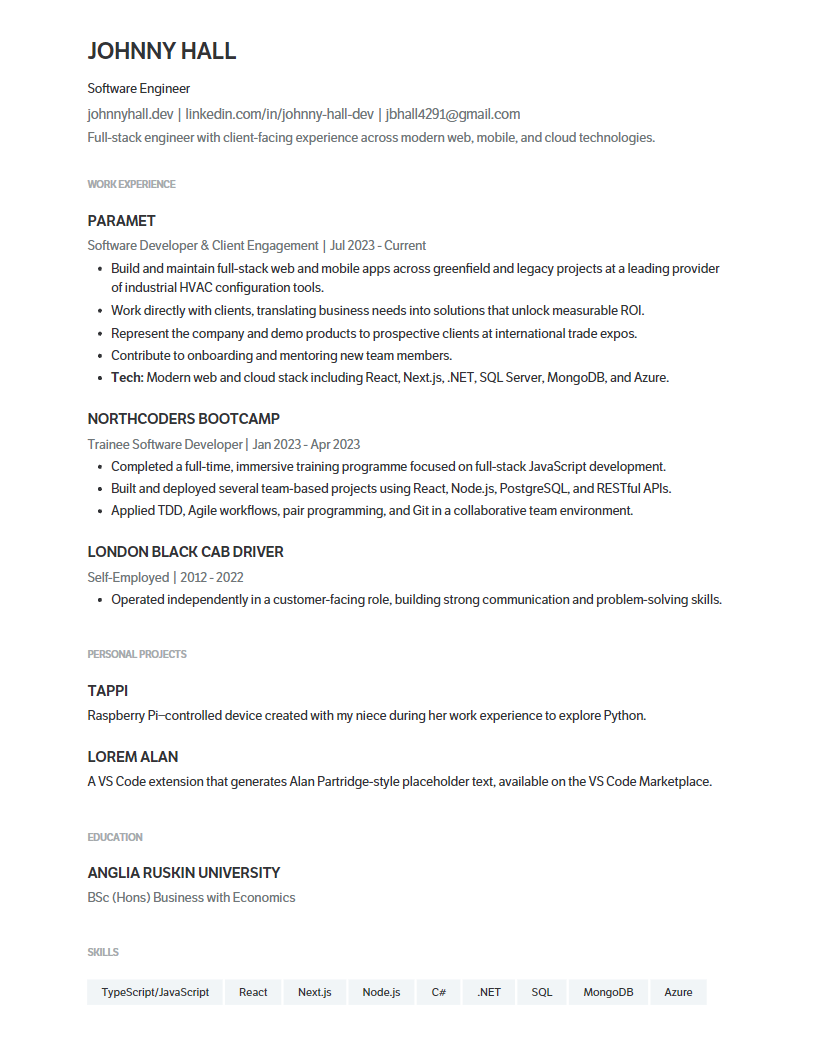 JOHNNY HALL
Software Engineer
johnnyhall.dev | linkedin.com/in/johnny-hall-dev | jbhall4291@gmail.com
Full-stack engineer with client-facing experience across modern web, mobile, and cloud technologies.
WORK EXPERIENCE
PARAMET
Software Developer & Client Engagement | Jul 2023 - Current
• Build and maintain full-stack web and mobile apps across greenfield and legacy projects at a leading provider
of industrial HVAC configuration tools.
• Work directly with clients, translating business needs into solutions that unlock measurable ROI.
• Represent the company and demo products to prospective clients at international trade expos.
• Contribute to onboarding and mentoring new team members.
• Tech: Modern web and cloud stack including React, Next.js, .NET, SQL Server, MongoDB, and Azure.
NORTHCODERS BOOTCAMP
Trainee Software Developer | Jan 2023 - Apr 2023
• Completed a full-time, immersive training programme focused on full-stack JavaScript development.
• Built and deployed several team-based projects using React, Node.js, PostgreSQL, and RESTful APIs.
• Applied TDD, Agile workflows, pair programming, and Git in a collaborative team environment.
LONDON BLACK CAB DRIVER
Self-Employed | 2012 - 2022
• Operated independently in a customer-facing role, building strong communication and problem-solving skills.
PERSONAL PROJECTS
TAPPI
Raspberry Pi–controlled device created with my niece during her work experience to explore Python.
LOREM ALAN
A VS Code extension that generates Alan Partridge-style placeholder text, available on the VS Code Marketplace.
EDUCATION
ANGLIA RUSKIN UNIVERSITY
BSc (Hons) Business with Economics
SKILLS
TypeScript/JavaScript React Next.js Node.js C# .NET SQL MongoDB Azure